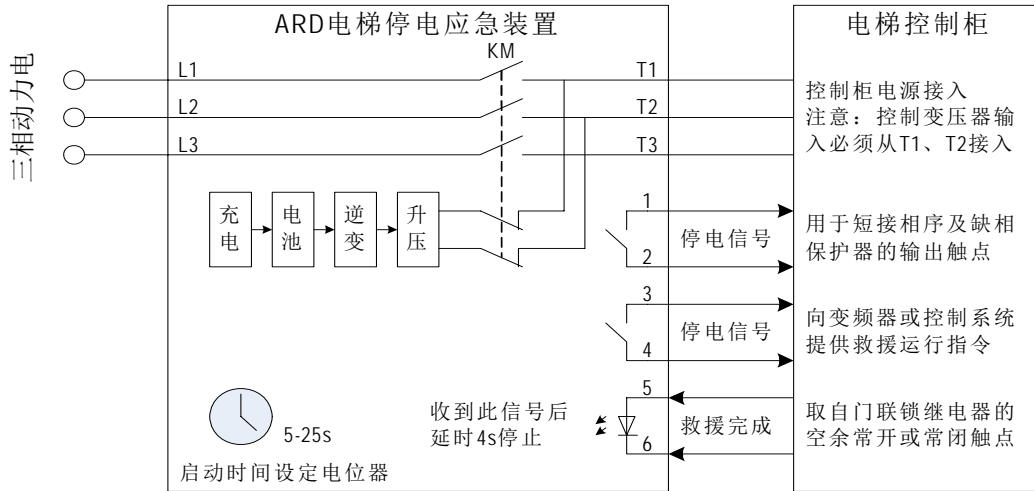 ARD电梯停电应急装置
电梯控制柜
三相动力电
KM
L1
T1
L2
T2
L3
T3
控制柜电源接入
注意：控制变压器输
入必须从T1、T2接入
充电
电池
逆变
升压
1
停电信号
2
用于短接相序及缺相
保护器的输出触点
3
停电信号
4
向变频器或控制系统
提供救援运行指令
5-25s
启动时间设定电位器
收到此信号后
延时4s停止
5
救援完成
6
取自门联锁继电器的
空余常开或常闭触点